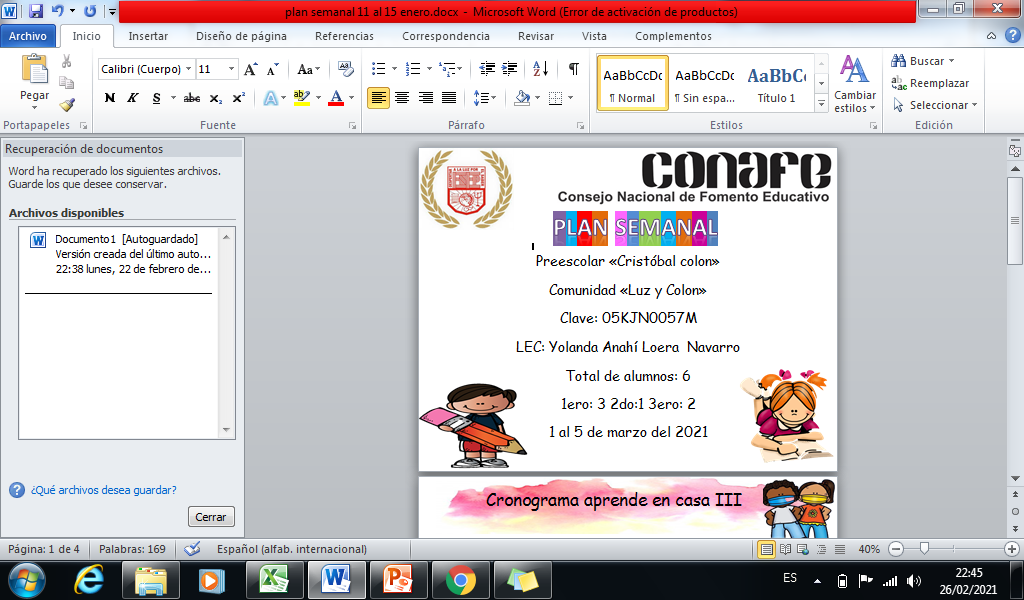 plan semanal 11 al 15 enero.docx - Microsoft Word (Error de activación de productos)
Archivo Inicio Insertar Diseño de página Referencias Correspondencia Revisar Vista Complementos
Pegar
Portapapeles
Calibri (Cuerpo) 11
N K S abc x₂ x²
Fuente
Párrafo
AaBbCcDc AaBbCcDc AaBbC
¶ Normal ¶ Sin espa... Título 1
Cambiar estilos
Estilos
Buscar
Reemplazar
Seleccionar
Edición
Recuperación de documentos
Word ha recuperado los siguientes archivos.
Guarde los que desee conservar.
Archivos disponibles
Documento1 [Autoguardado]
Versión creada del último auto...
22:38 lunes, 22 de febrero de...
¿Qué archivos desea guardar?
Cerrar
conafe
Consejo Nacional de Fomento Educativo
PLAN SEMANAL
Preescolar «Cristóbal colon»
Comunidad «Luz y Colon»
Clave: 05KJN0057M
LEC: Yolanda Anahí Loera Navarro
Total de alumnos: 6
1ero: 3 2do:1 3ero: 2
1 al 5 de marzo del 2021
Cronograma aprende en casa III
Página: 1 de 4 Palabras: 169 Español (alfab. internacional) 40%
ES
22:45
26/02/2021